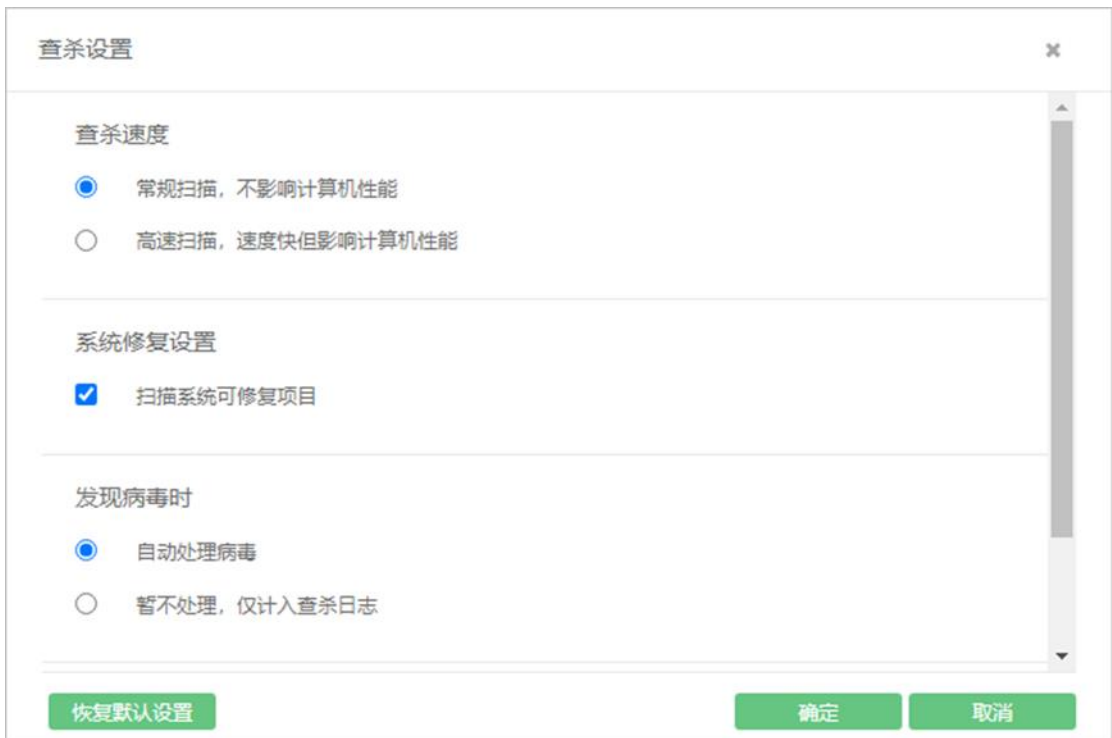 查杀设置
查杀速度
常规扫描，不影响计算机性能
高速扫描，速度快但影响计算机性能
系统修复设置
扫描系统可修复项目
发现病毒时
自动处理病毒
暂不处理，仅计入查杀日志
恢复默认设置
确定
取消